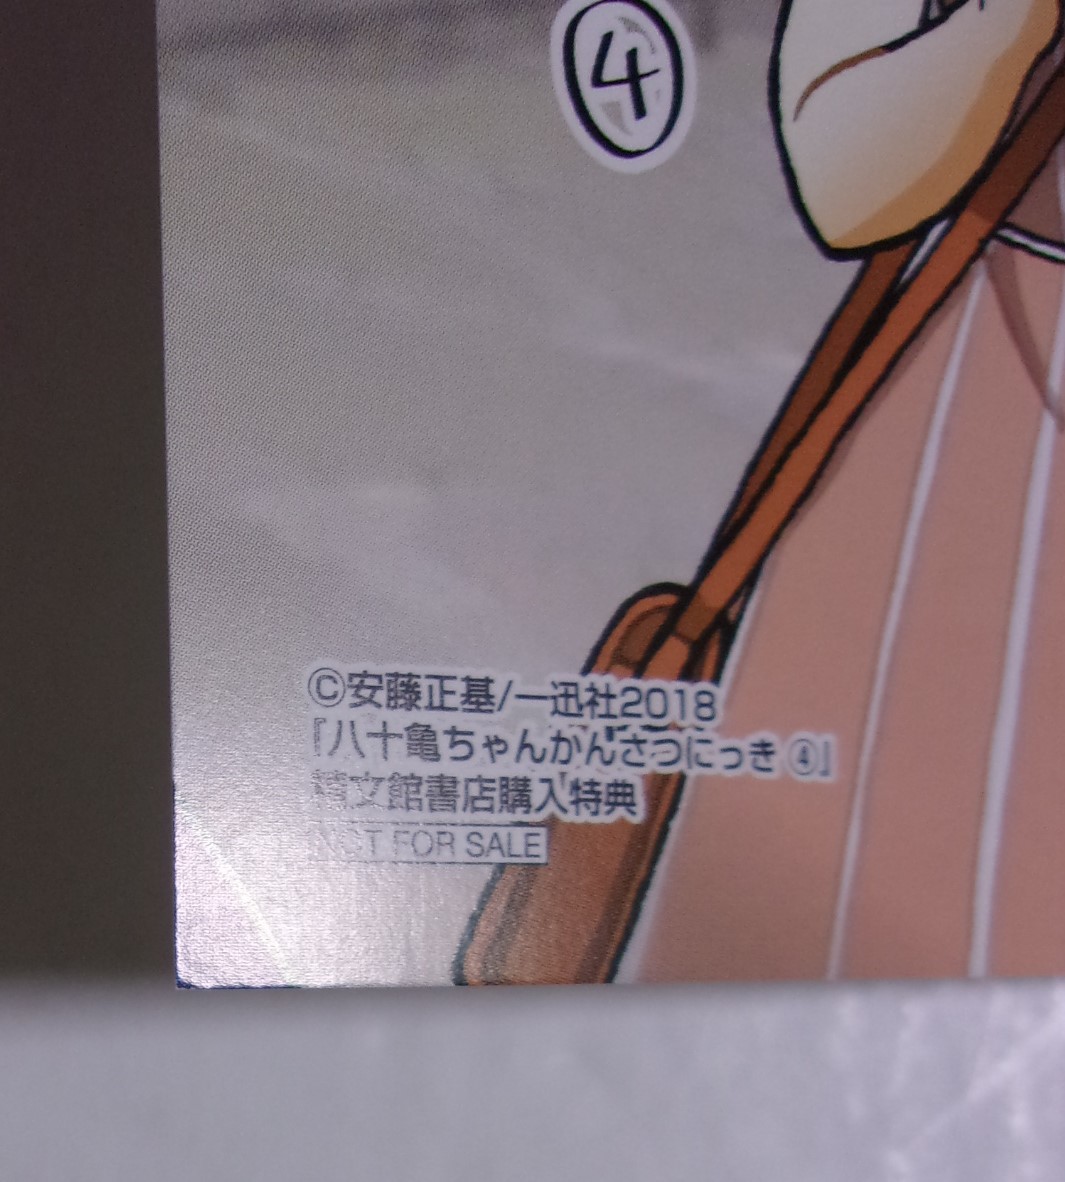 ④
©安藤正基/一迅社2018
『八十亀ちゃんかんさつにっき ④』
積文館書店購入特典
NOT FOR SALE